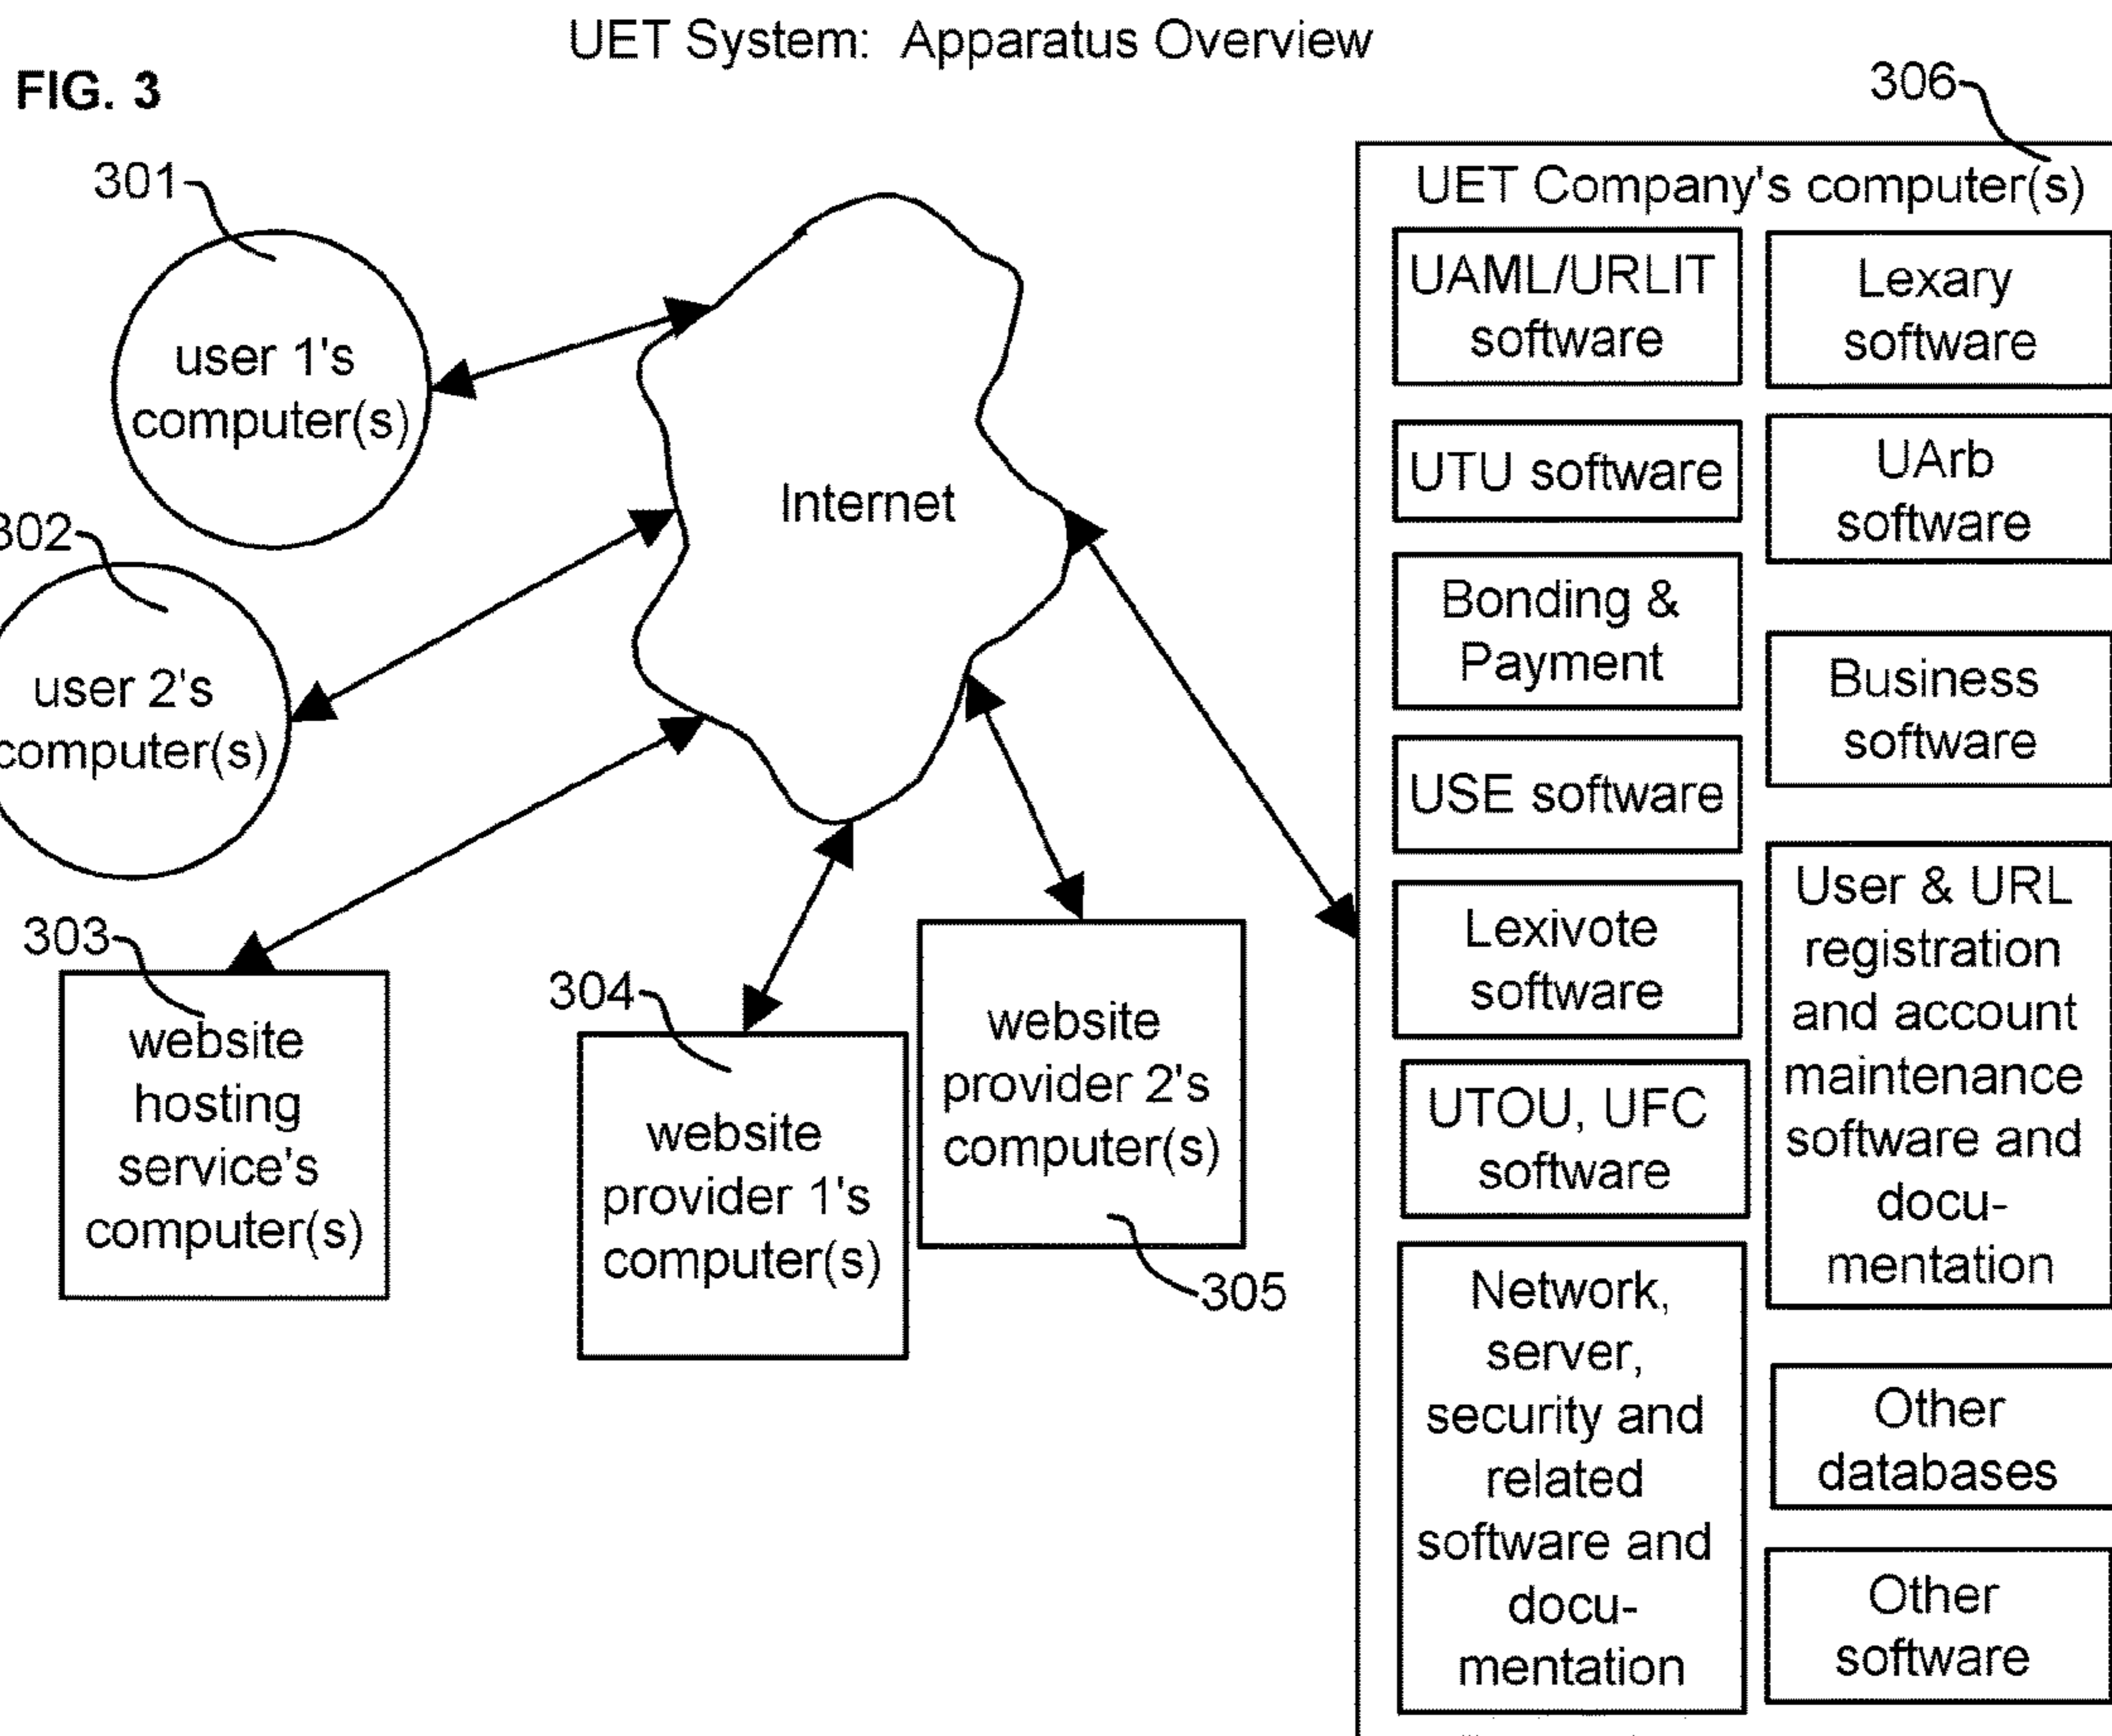 UET System: Apparatus Overview
FIG. 3
301
user 1's
computer(s)
302
user 2's
computer(s)
Internet
303
website
hosting
service's
computer(s)
304
website
provider 1's
computer(s)
website
provider 2's
computer(s)
305
306
UET Company's computer(s)
UAML/URLIT
software
UTU software
Bonding &
Payment
USE software
Lexivote
software
UTOU, UFC
software
Network,
server,
security and
related
software and
docu-
mentation
Lexary
software
UArb
software
Business
software
User & URL
registration
and account
maintenance
software and
docu-
mentation
Other
databases
Other
software